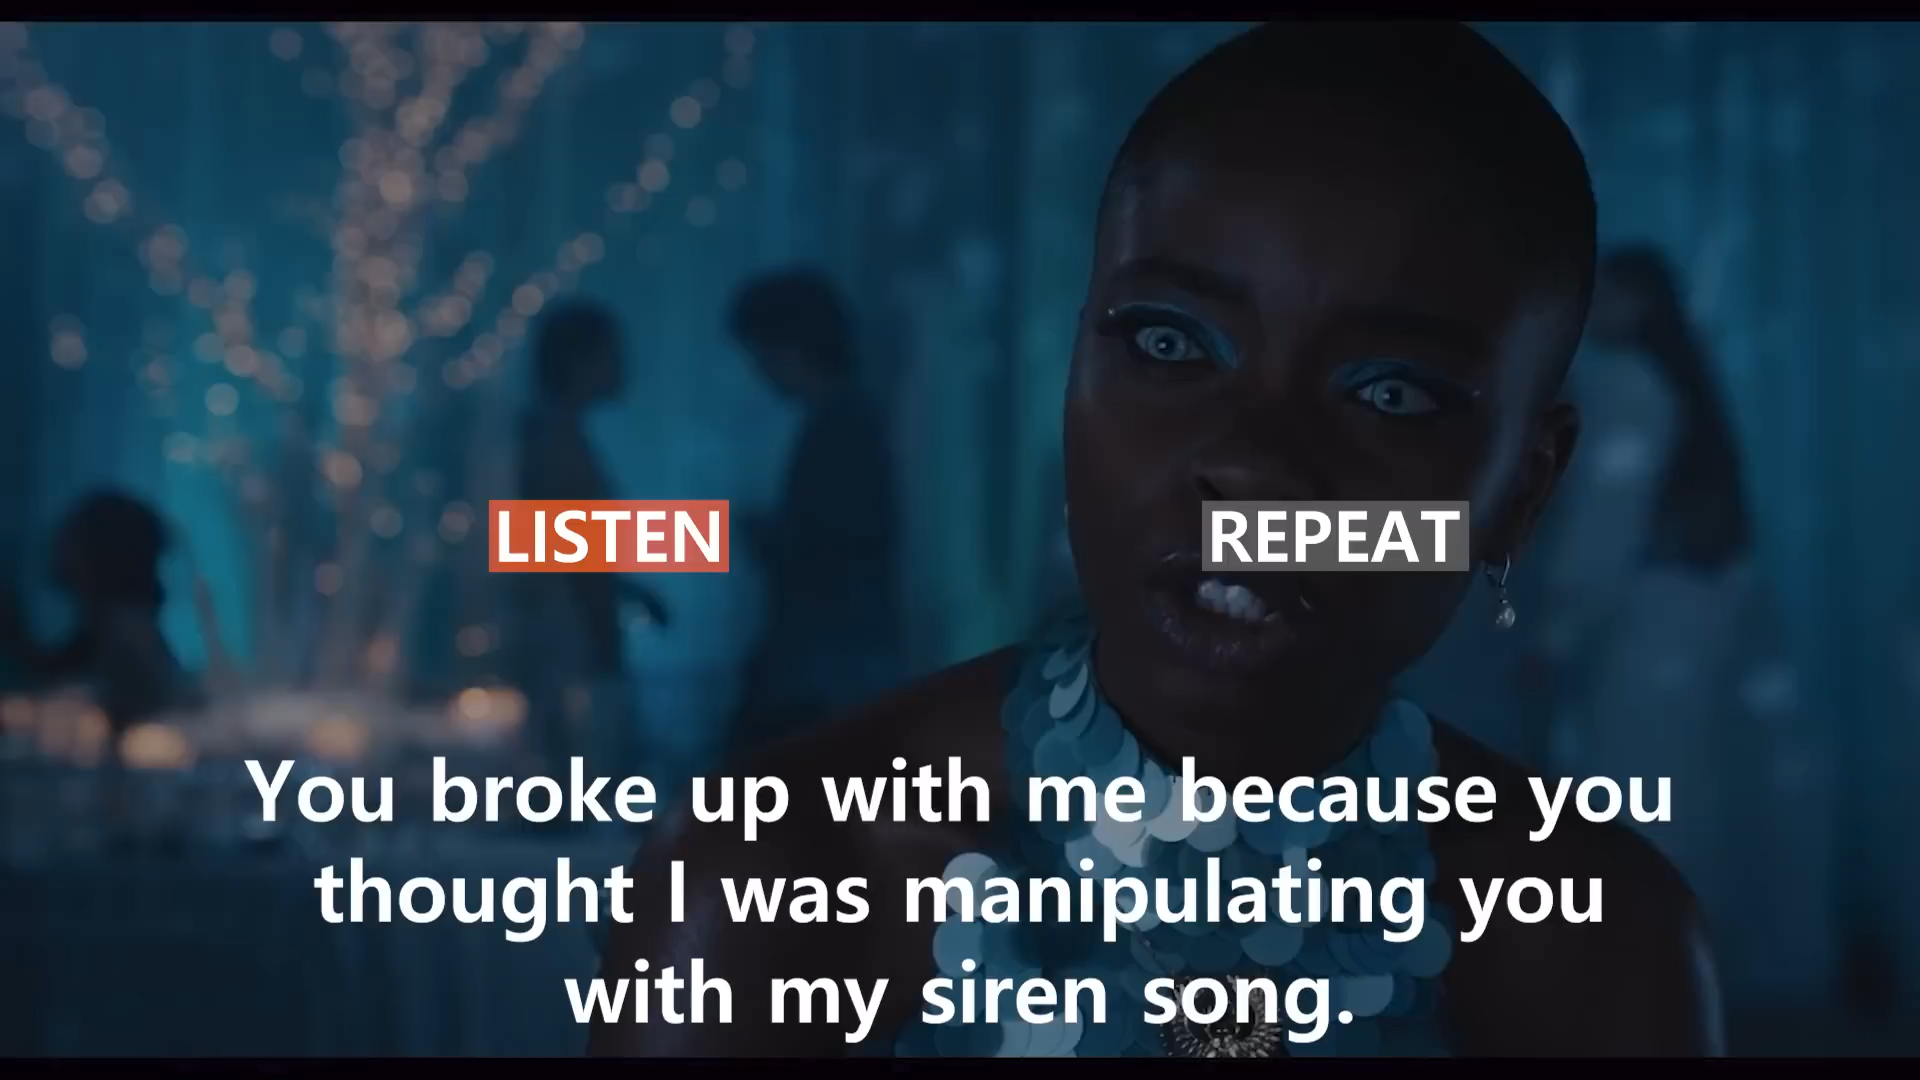 LISTEN
REPEAT
You broke up with me because you
thought I was manipulating you
with my siren song.